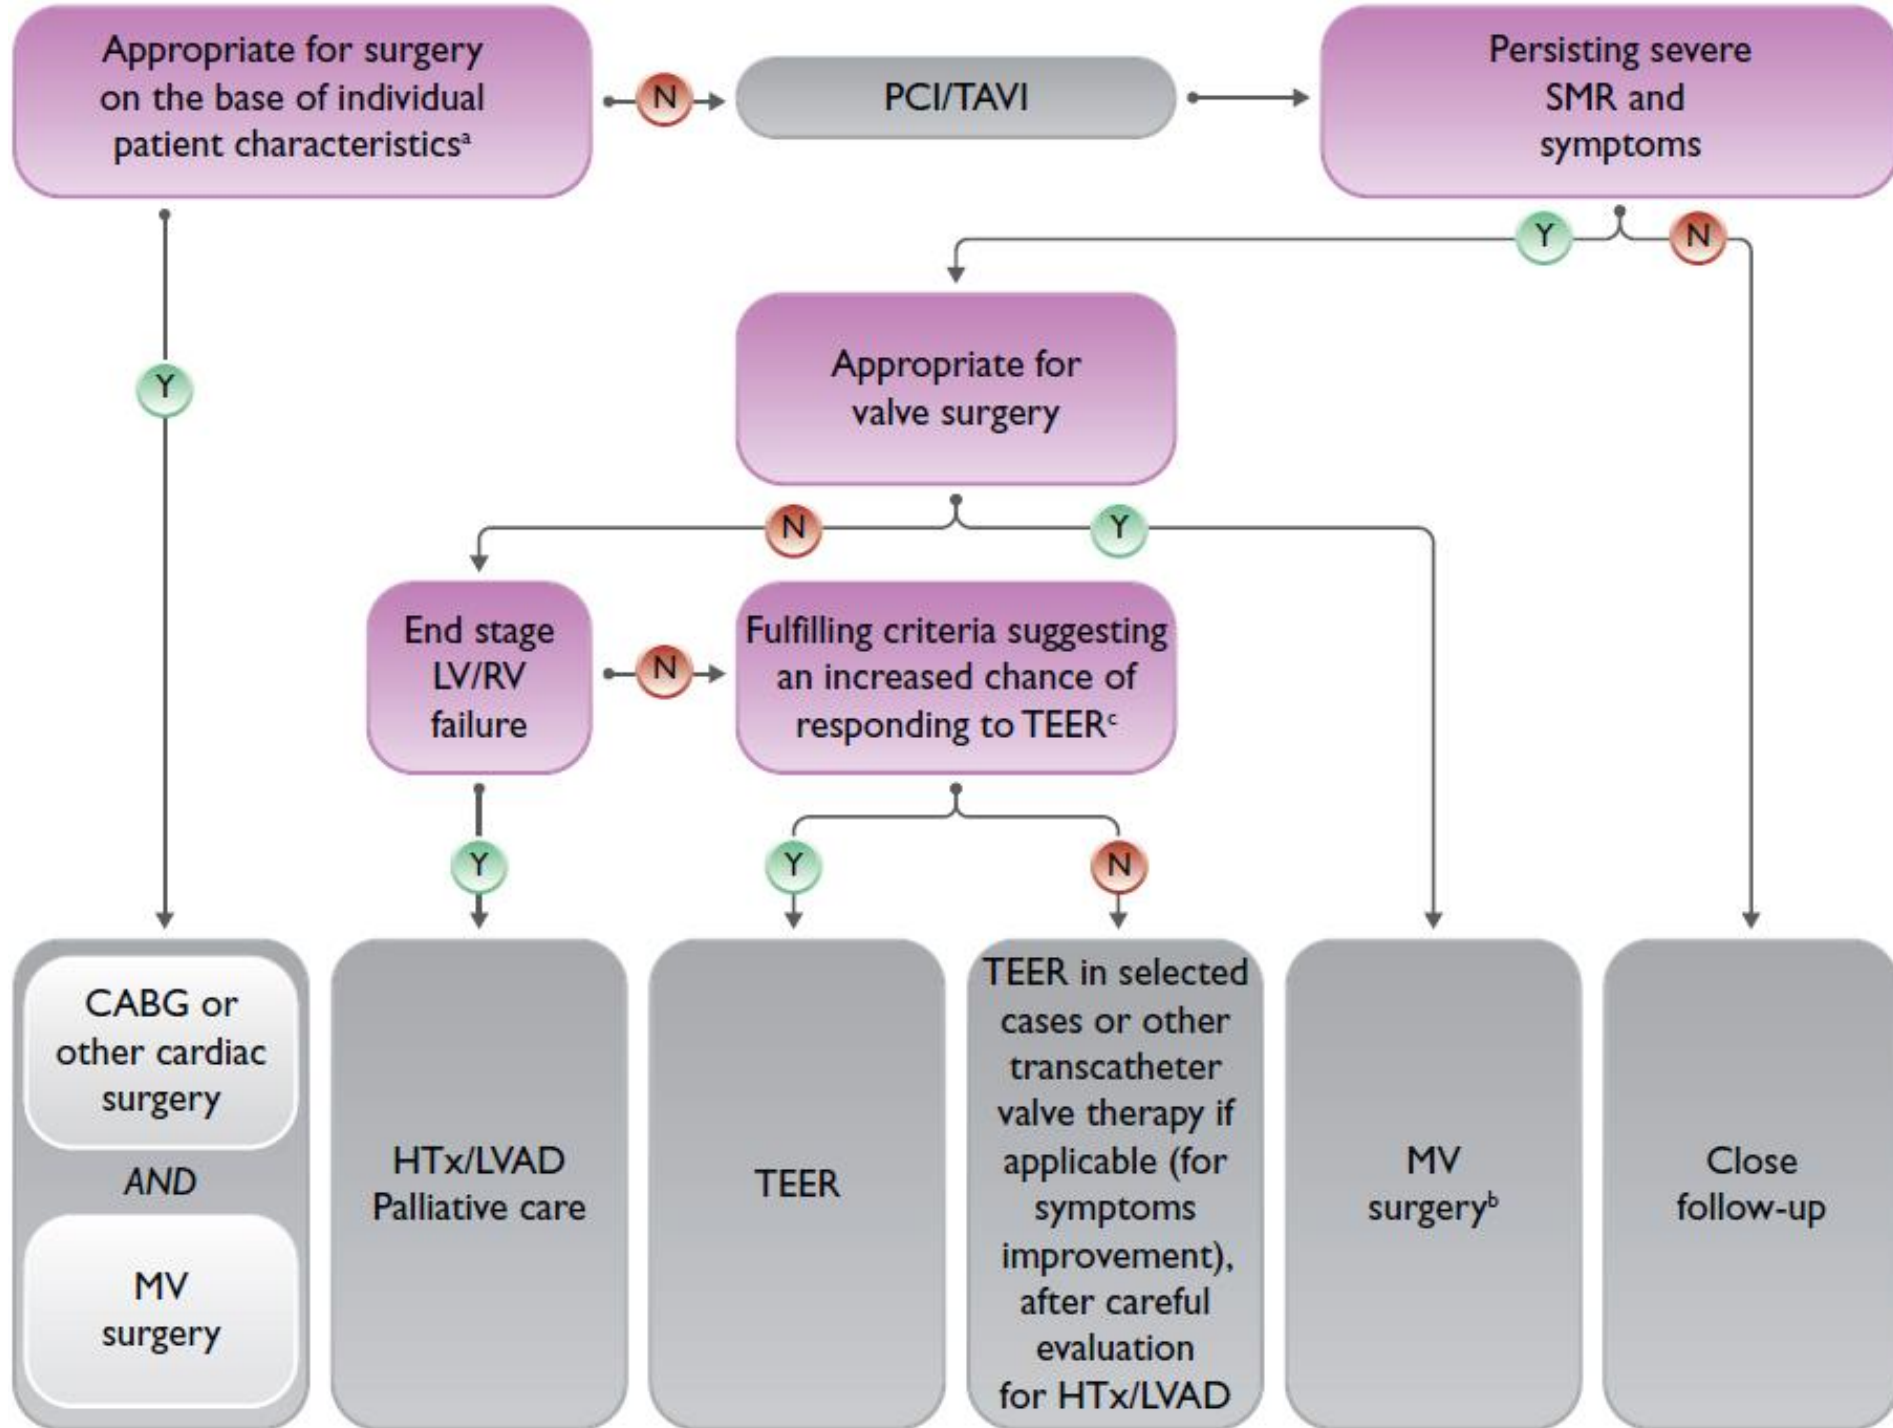 Appropriate for surgery
on the base of individual
patient characteristicsᵃ
N
PCI/TAVI
Persisting severe
SMR and
symptoms
Y
N
Appropriate for
valve surgery
Y
N
Y
End stage
LV/RV
failure
N
Fulfilling criteria suggesting
an increased chance of
responding to TEERᶜ
Y
Y
N
CABG or
other cardiac
surgery
AND
MV
surgery
HTx/LVAD
Palliative care
TEER
TEER in selected
cases or other
transcatheter
valve therapy if
applicable (for
symptoms
improvement),
after careful
evaluation
for HTx/LVAD
MV
surgeryᵇ
Close
follow-up